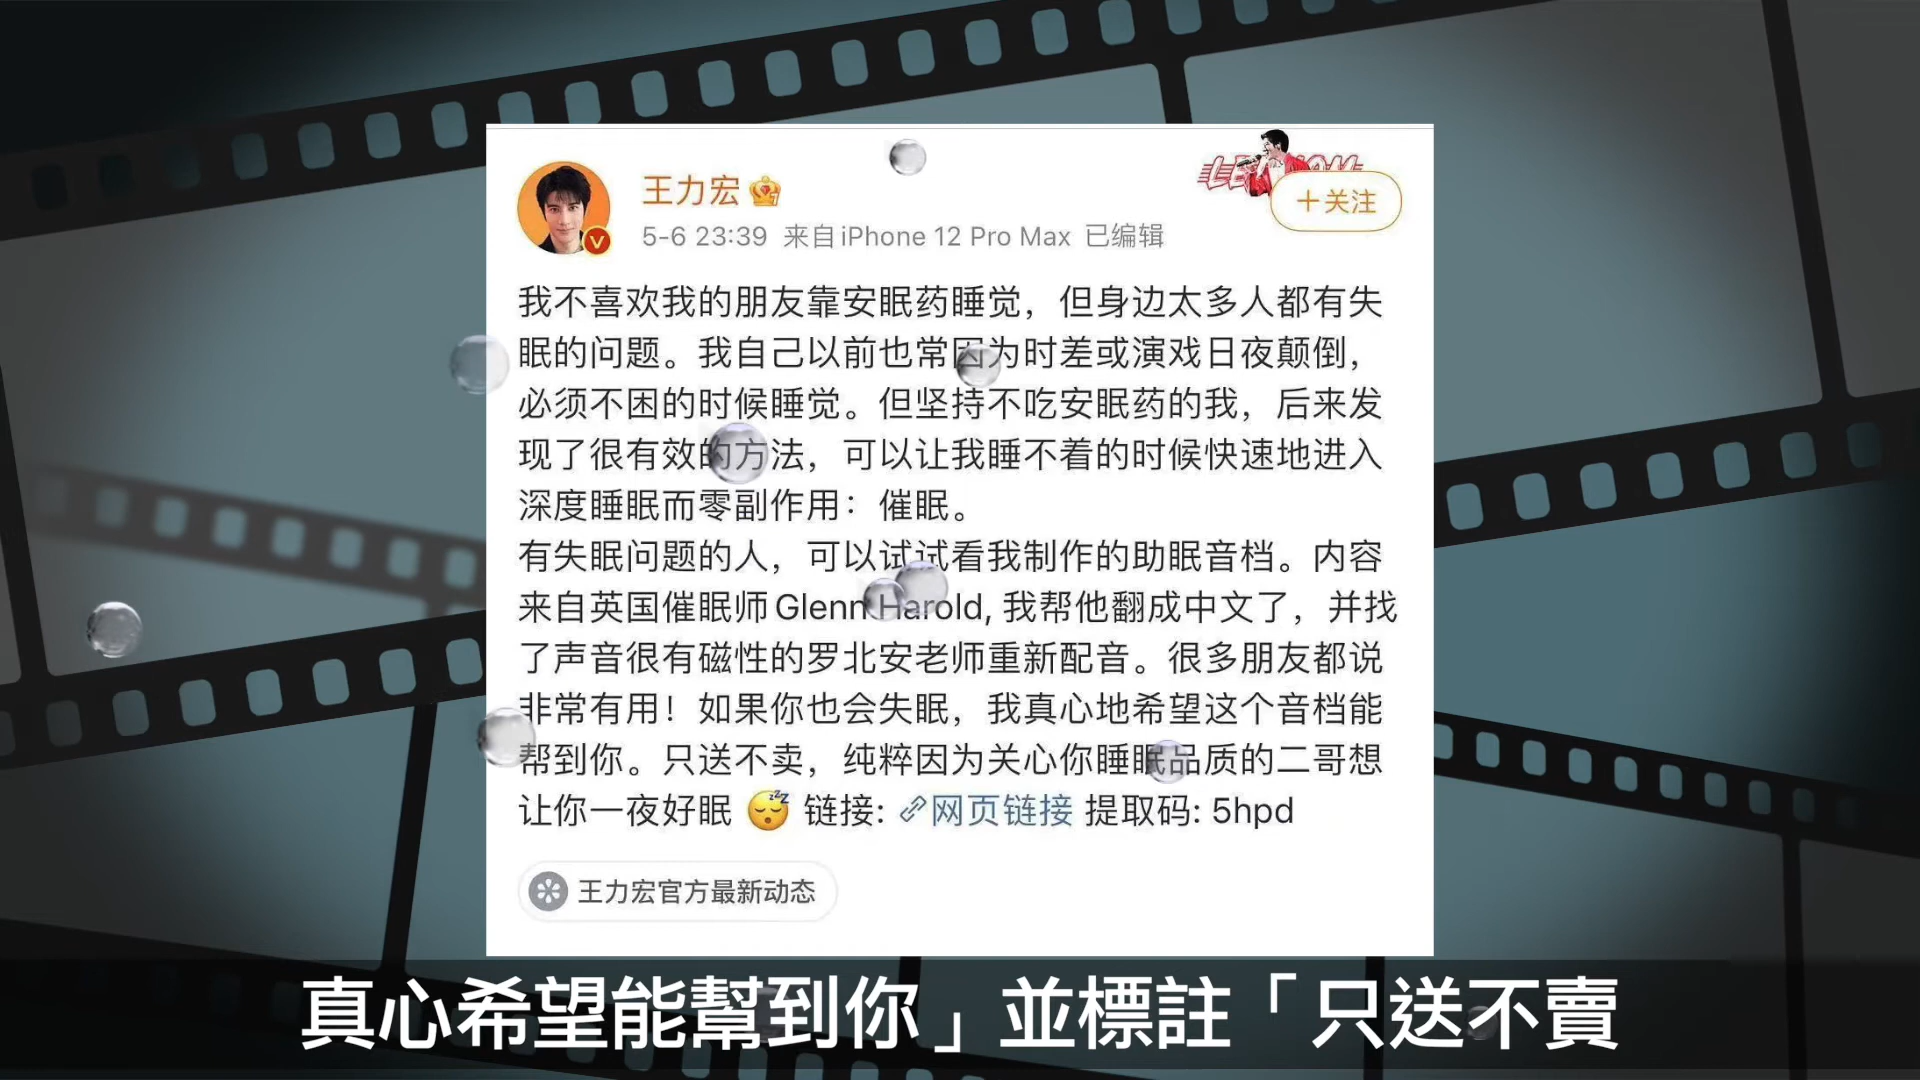 王力宏
+关注
5-6 23:39 来自iPhone 12 Pro Max 已编辑
我不喜欢我的朋友靠安眠药睡觉，但身边太多人都有失
眠的问题。我自己以前也常因为时差或演戏日夜颠倒，
必须不困的时候睡觉。但坚持不吃安眠药的我，后来发
现了很有效的方法，可以让我睡不着的时候快速地进入
深度睡眠而零副作用：催眠。
有失眠问题的人，可以试试看我制作的助眠音档。内容
来自英国催眠师Glenn Harold, 我帮他翻成中文了，并找
了声音很有磁性的罗北安老师重新配音。很多朋友都说
非常有用！如果你也会失眠，我真心地希望这个音档能
帮到你。只送不卖，纯粹因为关心你睡眠品质的二哥想
让你一夜好眠 😴 链接: 网页链接 提取码: 5hpd
王力宏官方最新动态
真心希望能幫到你」並標註「只送不賣